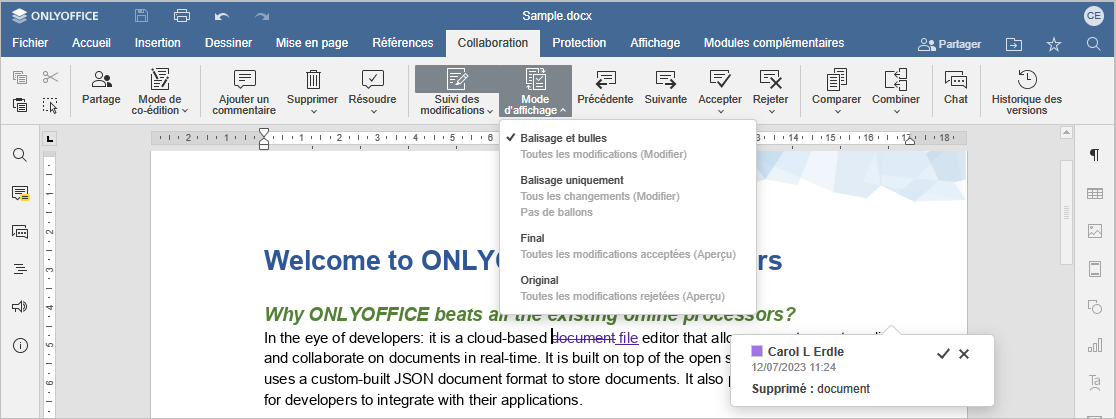 ONLYOFFICE
Sample.docx
CE
Fichier Accueil Insertion Dessiner Mise en page Références Collaboration Protection Affichage Modules complémentaires Partager
Partage
Mode de
co-édition
Ajouter un
commentaire
Supprimer
Résoudre
Suivi des
modifications
Mode
d'affichage
Précédente
Suivante
Accepter
Rejeter
Comparer
Combiner
Chat
Historique des
versions
L
2 1 1 2 3 13 14 15 16 17 18
Balisage et bulles
Toutes les modifications (Modifier)
Balisage uniquement
Tous les changements (Modifier)
Pas de ballons
Final
Toutes les modifications acceptées (Aperçu)
Original
Toutes les modifications rejetées (Aperçu)
Welcome to ONLYO
rs
Why ONLYOFFICE beats all the existing online processors?
In the eye of developers: it is a cloud-based document file editor that allo
and collaborate on documents in real-time. It is built on top of the open s
uses a custom-built JSON document format to store documents. It also p
for developers to integrate with their applications.
Carol L Erdle
12/07/2023 11:24
Supprimé : document